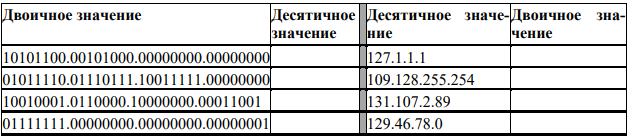 Двоичное значение Десятичное значение Десятичное значе-ние Двоичное зна-чение
10101100.00101000.00000000.00000000 127.1.1.1
01011110.01110111.10011111.00000000 109.128.255.254
10010001.0110000.10000000.00011001 131.107.2.89
01111111.00000000.00000000.00000001 129.46.78.0